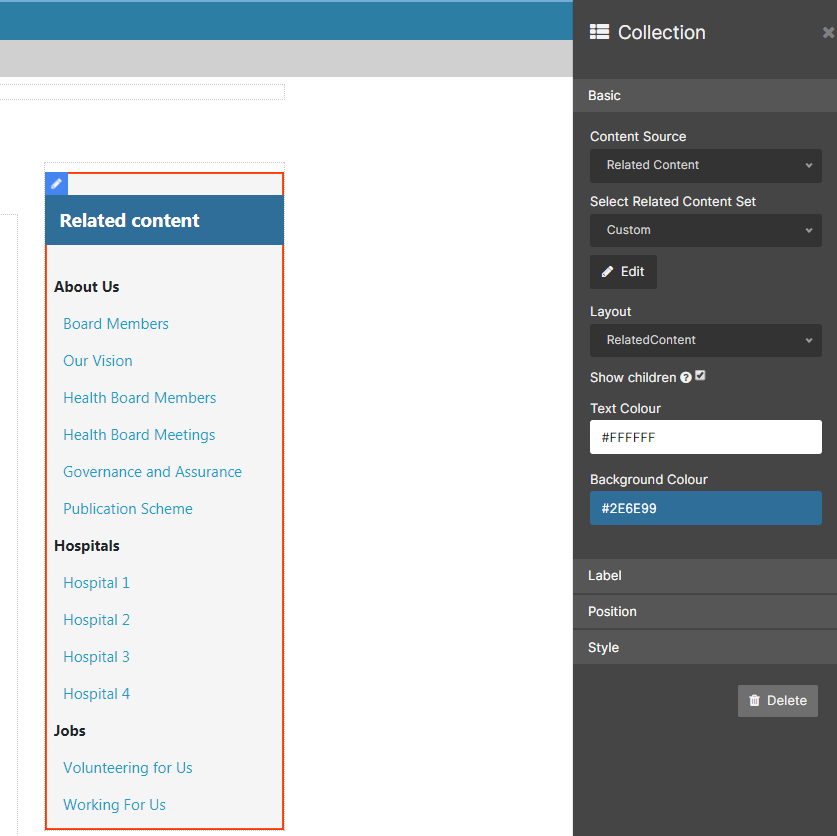 Related content
About Us
Board Members
Our Vision
Health Board Members
Health Board Meetings
Governance and Assurance
Publication Scheme
Hospitals
Hospital 1
Hospital 2
Hospital 3
Hospital 4
Jobs
Volunteering for Us
Working For Us
Collection
Basic
Content Source
Related Content
Select Related Content Set
Custom
Edit
Layout
RelatedContent
Show children
Text Colour
#FFFFFF
Background Colour
#2E6E99
Label
Position
Style
Delete